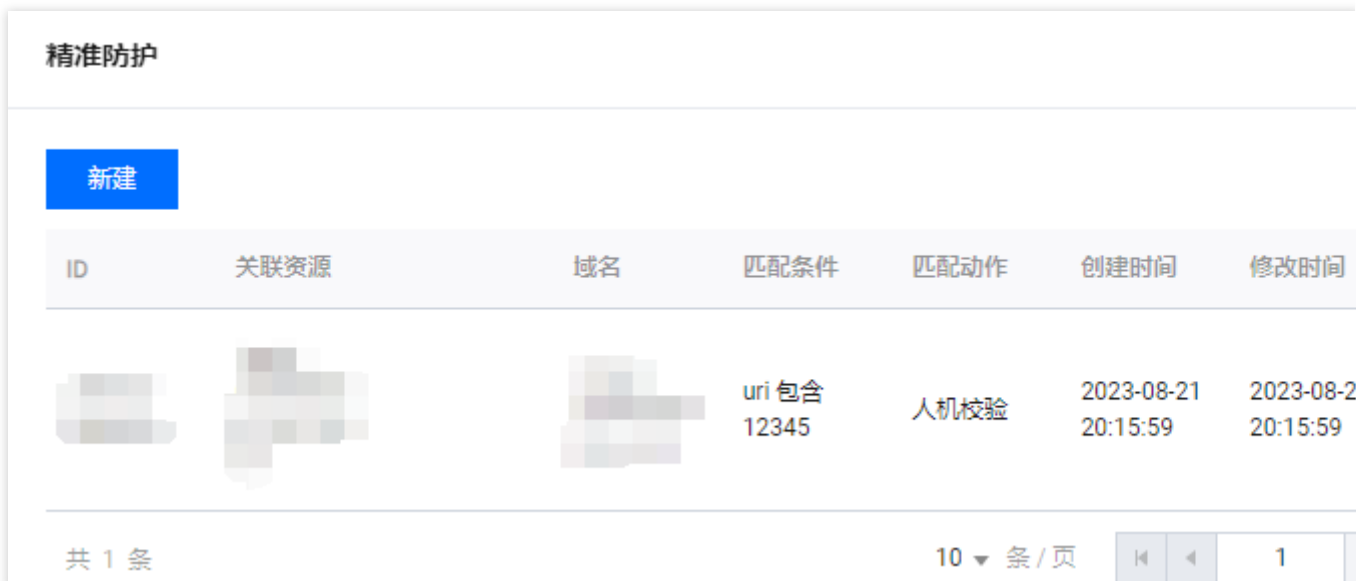 精准防护
新建
ID 关联资源 域名 匹配条件 匹配动作 创建时间 修改时间
uri 包含 人机校验 2023-08-21 2023-08-2
12345 20:15:59 20:15:59
共 1 条 10 条 / 页 1